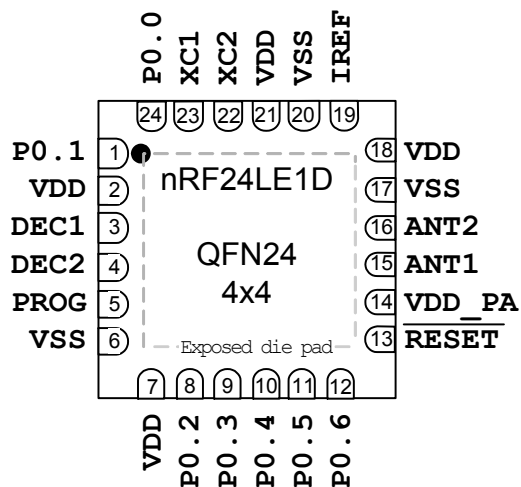 P0.0
XC1
XC2
VDD
VSS
IREF
24
23
22
21
20
19
P0.1 1
VDD 2
DEC1 3
DEC2 4
PROG 5
VSS 6
nRF24LE1D
QFN24
4x4
Exposed die pad
18 VDD
17 VSS
16 ANT2
15 ANT1
14 VDD_PA
13 RESET
7
8
9
10
11
12
VDD
P0.2
P0.3
P0.4
P0.5
P0.6